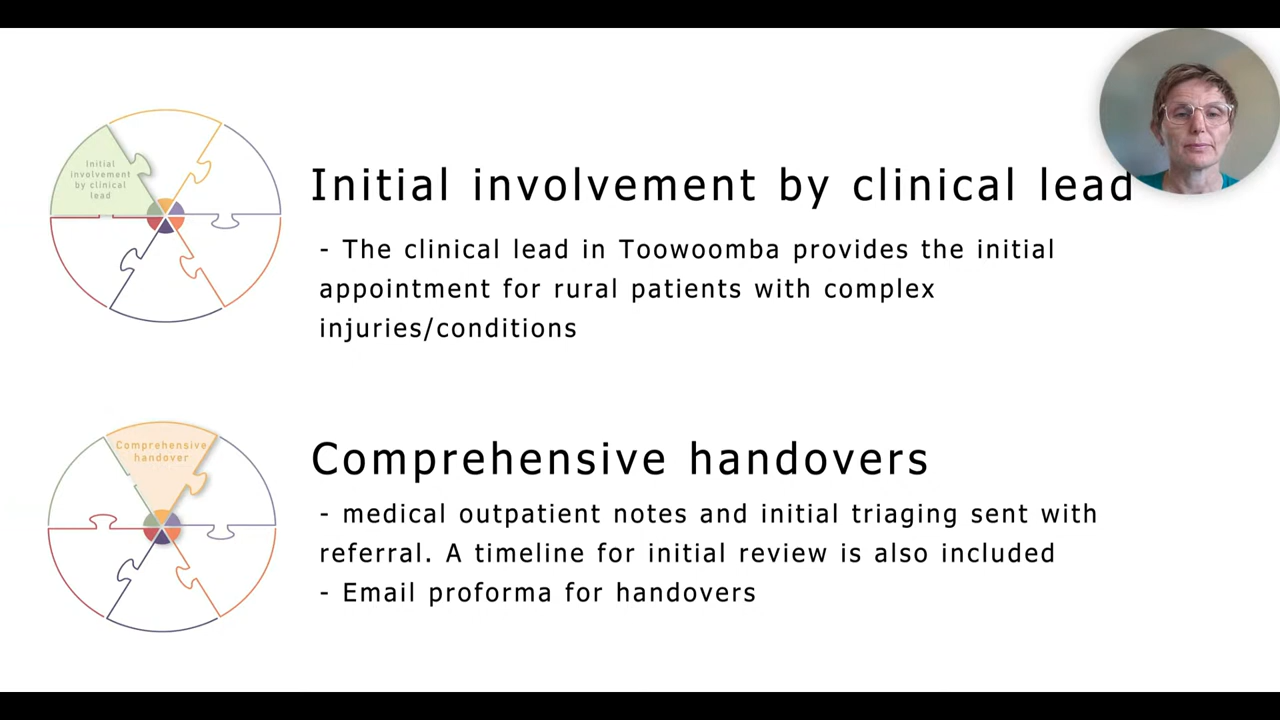 Initial
involvement
by clinical
lead
Initial involvement by clinical lead
- The clinical lead in Toowoomba provides the initial
appointment for rural patients with complex
injuries/conditions
Comprehensive
handover
Comprehensive handovers
- medical outpatient notes and initial triaging sent with
referral. A timeline for initial review is also included
- Email proforma for handovers